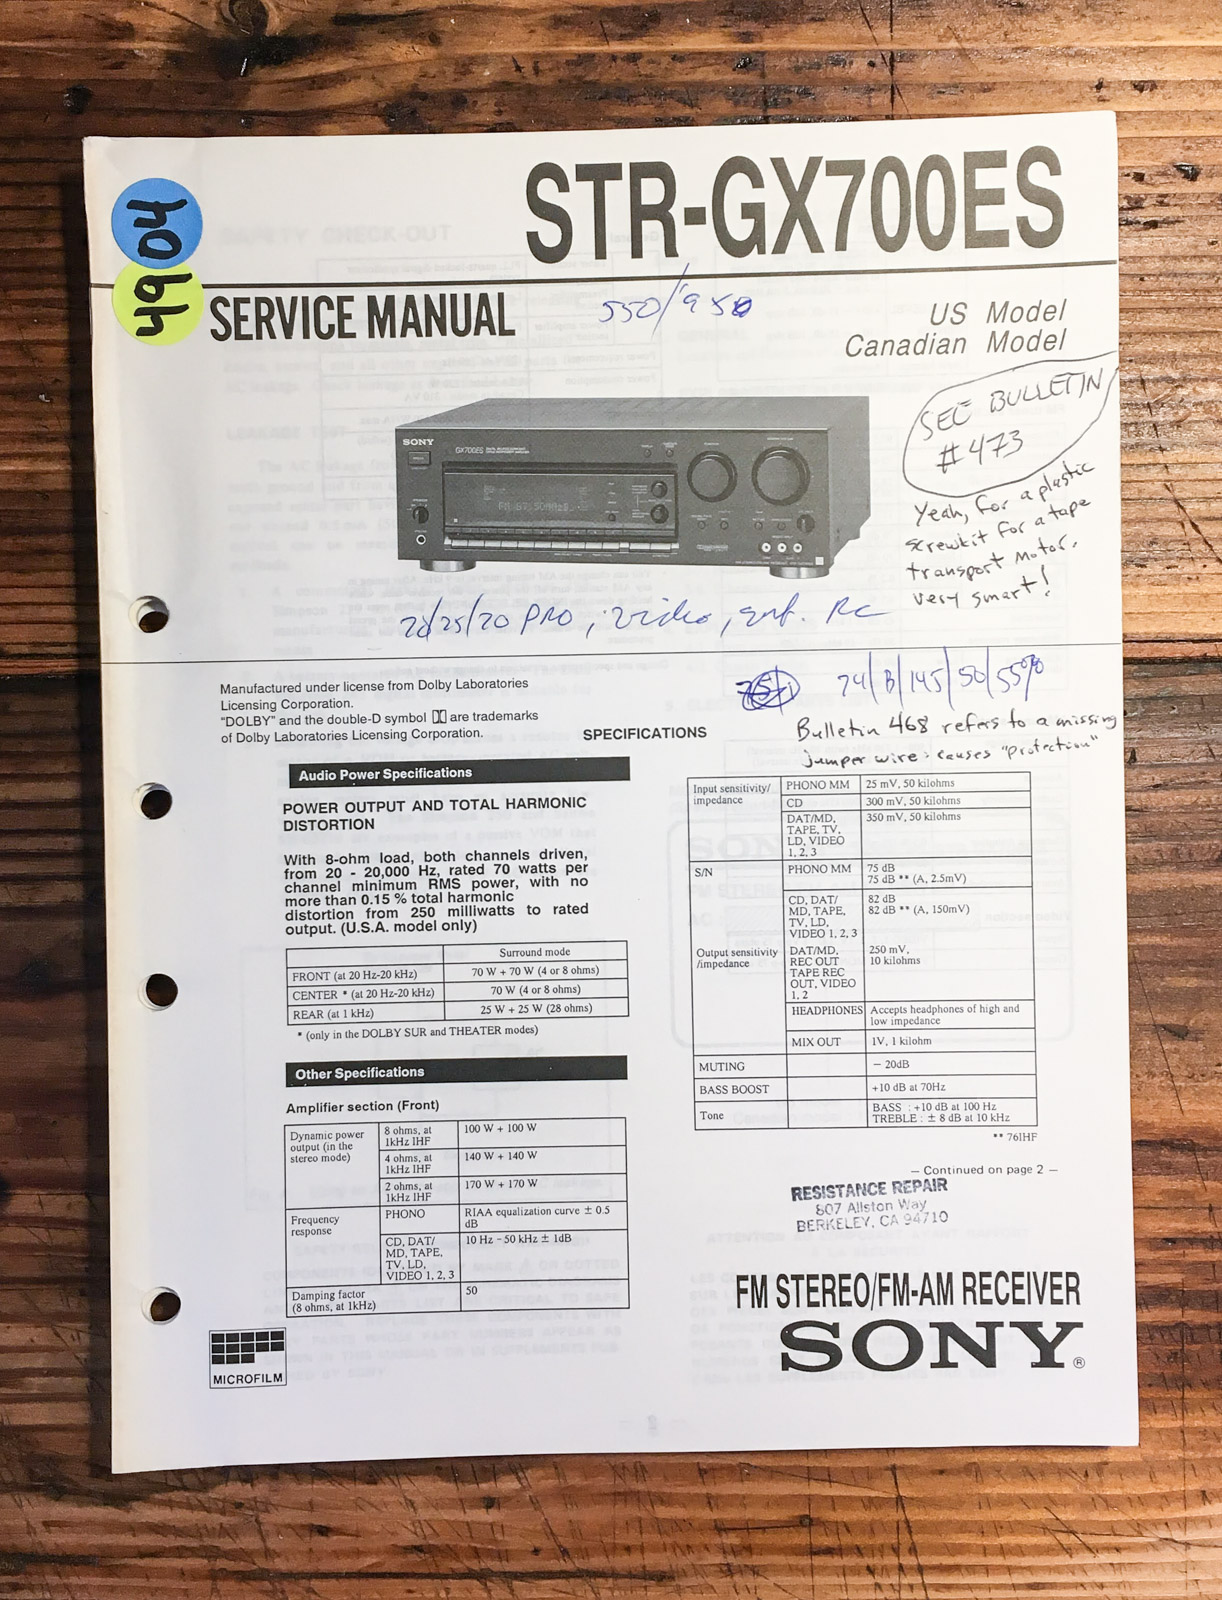 STR-GX700ES
SERVICE MANUAL
550/950
US Model
Canadian Model
SEE BULLETIN
#473
Yeah, for a plastic
screwkit for a tape
transport motor.
very smart!
SONY
GX700ES
, video, RC
74/B/145/50/55%
Bulletin 468 refers to a missing
jumper wire: causes "protection"
Manufactured under license from Dolby Laboratories
Licensing Corporation.
"DOLBY" and the double-D symbol are trademarks
of Dolby Laboratories Licensing Corporation.
SPECIFICATIONS
Audio Power Specifications
POWER OUTPUT AND TOTAL HARMONIC
DISTORTION
With 8-ohm load, both channels driven,
from 20 - 20,000 Hz, rated 70 watts per
channel minimum RMS power, with no
more than 0.15 % total harmonic
distortion from 250 milliwatts to rated
output. (U.S.A. model only)
Surround mode
FRONT (at 20 Hz-20 kHz) 70 W + 70 W (4 or 8 ohms)
CENTER * (at 20 Hz-20 kHz) 70 W (4 or 8 ohms)
REAR (at 1 kHz) 25 W + 25 W (28 ohms)
* (only in the DOLBY SUR and THEATER modes)
Other Specifications
Amplifier section (Front)
Dynamic power
output (in the
stereo mode)
8 ohms, at
1kHz IHF
100 W + 100 W
4 ohms, at
1kHz IHF
140 W + 140 W
2 ohms, at
1kHz IHF
170 W + 170 W
Frequency
response
PHONO
RIAA equalization curve ± 0.5
dB
CD, DAT/
MD, TAPE,
TV, LD,
VIDEO 1, 2, 3
10 Hz - 50 kHz ± 1dB
Damping factor
(8 ohms, at 1kHz)
50
Input sensitivity/
impedance
PHONO MM 25 mV, 50 kilohms
CD 300 mV, 50 kilohms
DAT/MD,
TAPE, TV,
LD, VIDEO
1, 2, 3
350 mV, 50 kilohms
S/N
PHONO MM
75 dB
75 dB ** (A, 2.5mV)
CD, DAT/
MD, TAPE,
TV, LD,
VIDEO 1, 2, 3
82 dB
82 dB ** (A, 150mV)
Output sensitivity
/impedance
DAT/MD,
REC OUT
TAPE REC
OUT, VIDEO
1, 2
250 mV,
10 kilohms
HEADPHONES
Accepts headphones of high and
low impedance
MIX OUT 1V, 1 kilohm
MUTING − 20dB
BASS BOOST +10 dB at 70Hz
Tone
BASS : +10 dB at 100 Hz
TREBLE : ± 8 dB at 10 kHz
** 76IHF
— Continued on page 2 —
RESISTANCE REPAIR
807 Allston Way
BERKELEY, CA 94710
FM STEREO/FM-AM RECEIVER
SONY®
MICROFILM